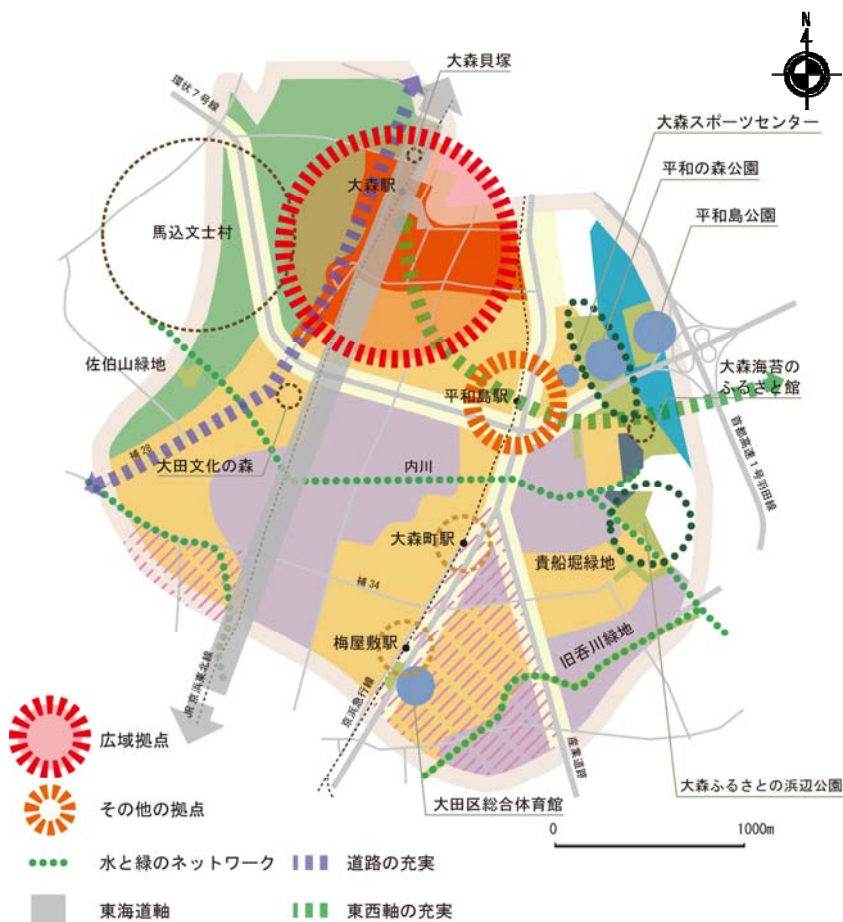 N
4
大森貝塚
環状7号線
大森スポーツセンター
平和の森公園
大森駅
平和島公園
馬込文士村
佐伯山緑地
平和島駅
大森海苔の
ふるさと館
首都高速1号羽田線
補28
大田文化の森
内川
大森町駅
貴船堀緑地
補34
梅屋敷駅
旧呑川緑地
JR京浜東北線
京浜急行線
産業道路
広域拠点
大森ふるさとの浜辺公園
大田区総合体育館
その他の拠点
0 1000m
水と緑のネットワーク 道路の充実
東海道軸 東西軸の充実